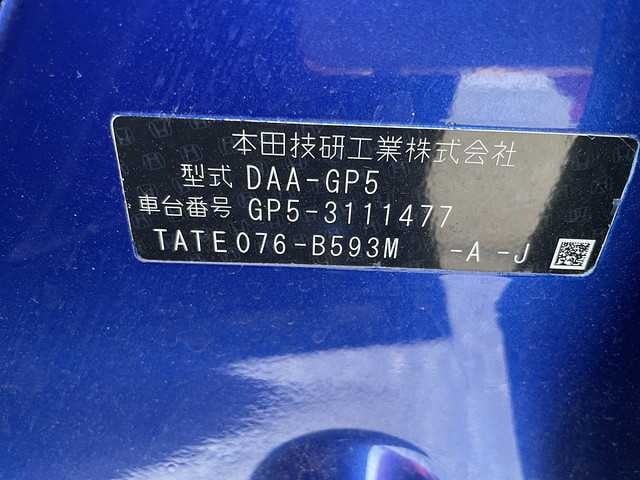 本田技研工業株式会社
型式 DAA-GP5
車台番号 GP5-3111477
TATE076-B593M -A -J